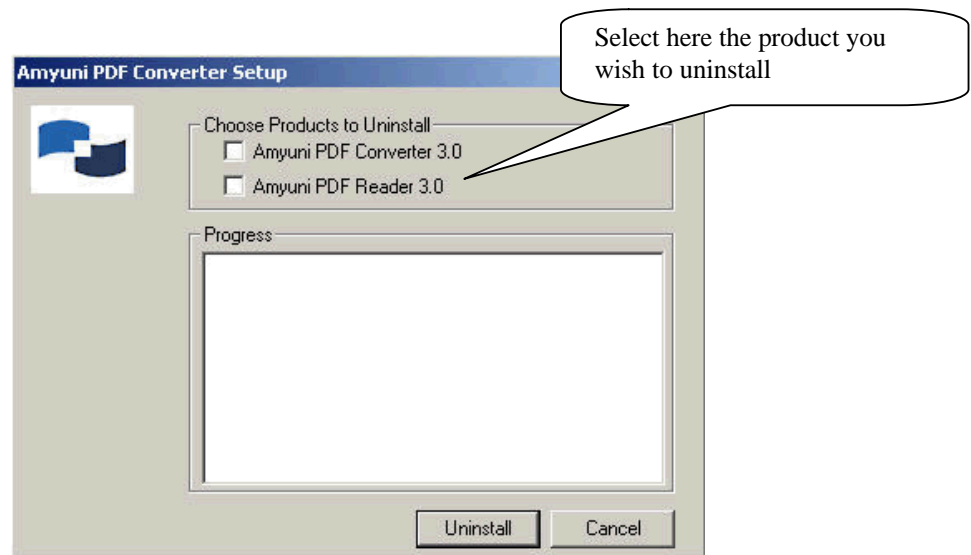 Select here the product you
wish to uninstall
Amyuni PDF Converter Setup
Choose Products to Uninstall
Amyuni PDF Converter 3.0
Amyuni PDF Reader 3.0
Progress
Uninstall
Cancel